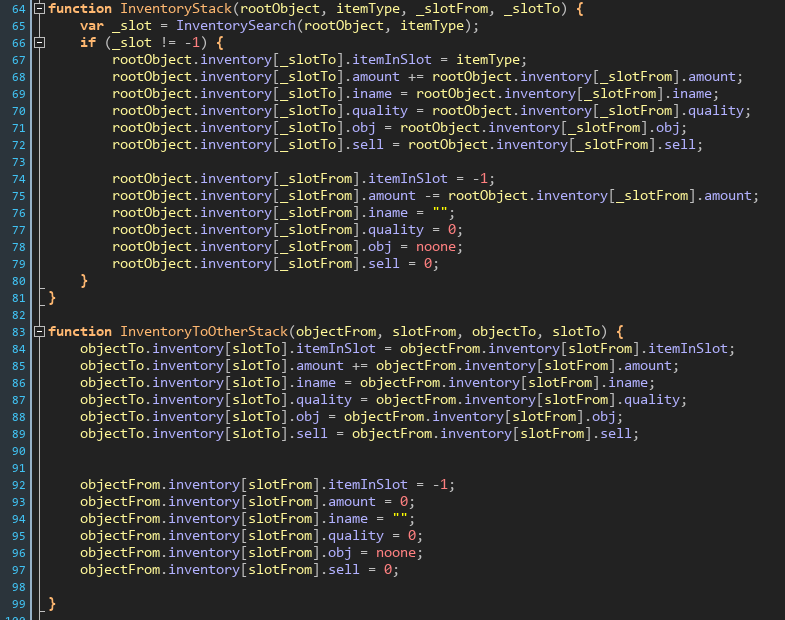 64 function InventoryStack(rootObject, itemType, _slotFrom, _slotTo) {
65     var _slot = InventorySearch(rootObject, itemType);
66     if (_slot != -1) {
67         rootObject.inventory[_slotTo].itemInSlot = itemType;
68         rootObject.inventory[_slotTo].amount += rootObject.inventory[_slotFrom].amount;
69         rootObject.inventory[_slotTo].iname = rootObject.inventory[_slotFrom].iname;
70         rootObject.inventory[_slotTo].quality = rootObject.inventory[_slotFrom].quality;
71         rootObject.inventory[_slotTo].obj = rootObject.inventory[_slotFrom].obj;
72         rootObject.inventory[_slotTo].sell = rootObject.inventory[_slotFrom].sell;
73
74         rootObject.inventory[_slotFrom].itemInSlot = -1;
75         rootObject.inventory[_slotFrom].amount -= rootObject.inventory[_slotFrom].amount;
76         rootObject.inventory[_slotFrom].iname = "";
77         rootObject.inventory[_slotFrom].quality = 0;
78         rootObject.inventory[_slotFrom].obj = noone;
79         rootObject.inventory[_slotFrom].sell = 0;
80     }
81 }
82
83 function InventoryToOtherStack(objectFrom, slotFrom, objectTo, slotTo) {
84     objectTo.inventory[slotTo].itemInSlot = objectFrom.inventory[slotFrom].itemInSlot;
85     objectTo.inventory[slotTo].amount += objectFrom.inventory[slotFrom].amount;
86     objectTo.inventory[slotTo].iname = objectFrom.inventory[slotFrom].iname;
87     objectTo.inventory[slotTo].quality = objectFrom.inventory[slotFrom].quality;
88     objectTo.inventory[slotTo].obj = objectFrom.inventory[slotFrom].obj;
89     objectTo.inventory[slotTo].sell = objectFrom.inventory[slotFrom].sell;
90
91
92     objectFrom.inventory[slotFrom].itemInSlot = -1;
93     objectFrom.inventory[slotFrom].amount = 0;
94     objectFrom.inventory[slotFrom].iname = "";
95     objectFrom.inventory[slotFrom].quality = 0;
96     objectFrom.inventory[slotFrom].obj = noone;
97     objectFrom.inventory[slotFrom].sell = 0;
98
99 }